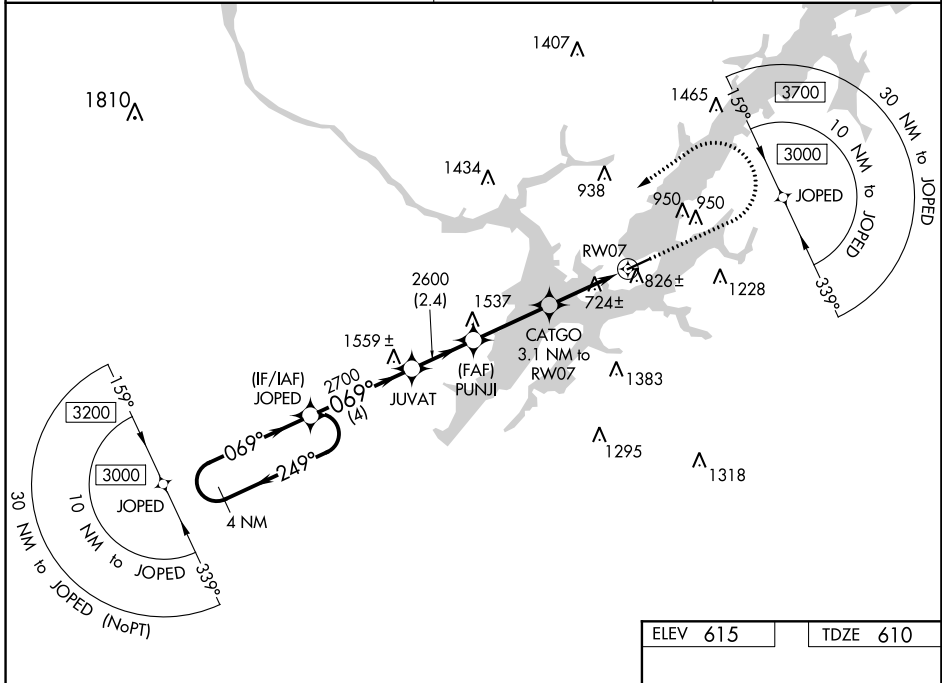 1407
1810
1465
159°
3700
30 NM to JOPED
10 NM to JOPED
3000
JOPED
339°
1434
938
950
950
RW07
2600
(2.4)
1537
826±
724±
1228
CATGO
3.1 NM to
RW07
1559 ±
(FAF)
PUNJI
JUVAT
1383
(IF/IAF)
JOPED
2700
069°
(4)
159°
3200
3000
JOPED
339°
10 NM to JOPED
30 NM to JOPED (NoPT)
069°
249°
4 NM
1295
1318
ELEV 615
TDZE 610